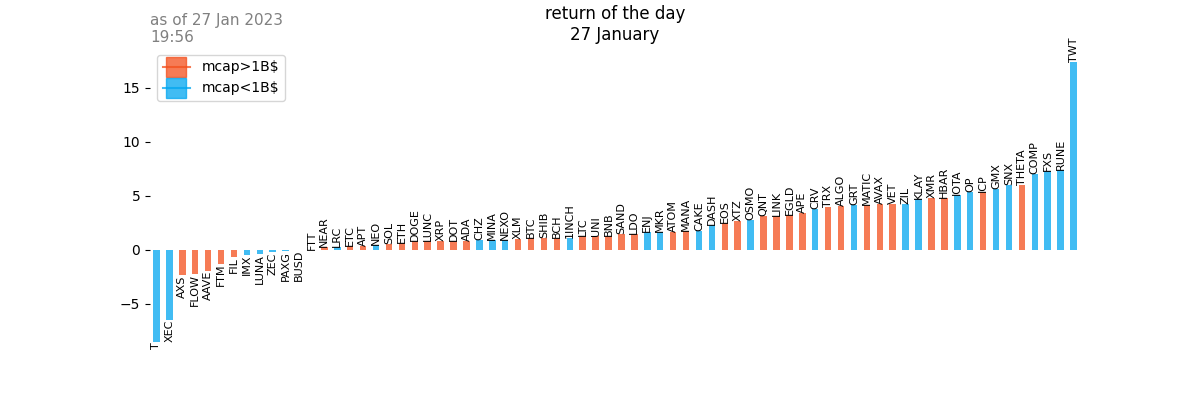 as of 27 Jan 2023
19:56
return of the day
27 January
mcap>1B$
mcap<1B$
15
10
5
0
−5
T
XEC
AXS
FLOW
AAVE
FTM
FIL
IMX
LUNA
ZEC
PAXG
BUSD
FTT
NEAR
LRC
ETC
APT
NEO
SOL
ETH
DOGE
LUNC
XRP
DOT
ADA
CHZ
MINA
NEXO
XLM
BTC
SHIB
BCH
1INCH
LTC
UNI
BNB
SAND
LDO
ENJ
MKR
ATOM
MANA
CAKE
DASH
EOS
XTZ
OSMO
QNT
LINK
EGLD
APE
CRV
TRX
ALGO
GRT
MATIC
AVAX
VET
ZIL
KLAY
XMR
HBAR
IOTA
OP
ICP
GMX
SNX
THETA
COMP
FXS
RUNE
TWT